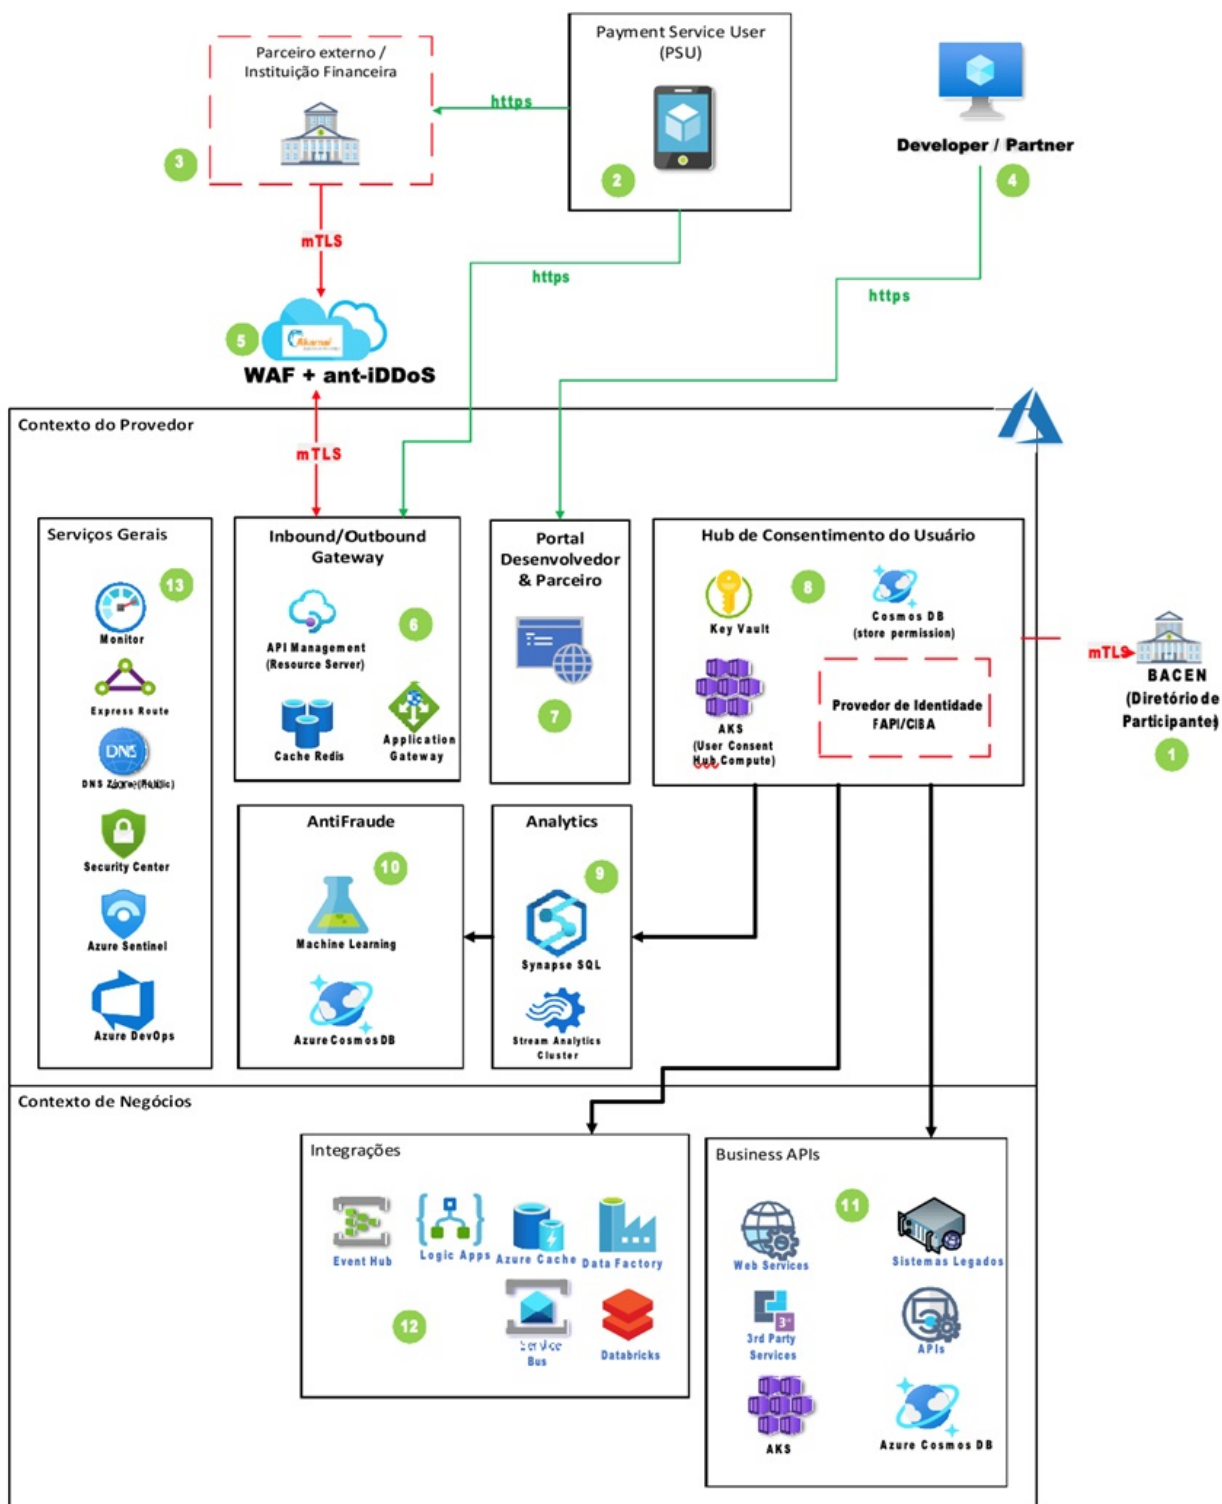 Parceiro externo /
Instituição Financeira
3
https
Payment Service User
(PSU)
2
Developer / Partner
4
mTLS
https
https
5
Akamai
WAF + ant-iDDoS
Contexto do Provedor
mTLS
Serviços Gerais
13
Monitor
Express Route
DNS
Security Center
Azure Sentinel
Azure DevOps
Inbound/Outbound
Gateway
6
API Management
(Resource Server)
Cache Redis
Application
Gateway
Portal
Desenvolvedor
& Parceiro
7
Hub de Consentimento do Usuário
8
Key Vault
Cosmos DB
(store permission)
AKS
(User Consent
Hub Compute)
Provedor de Identidade
FAPI/CIBA
mTLS
BACEN
(Diretório de
Participante)
1
AntiFraude
10
Machine Learning
Azure Cosmos DB
Analytics
9
Synapse SQL
Stream Analytics
Cluster
Contexto de Negócios
Integrações
Event Hub
Logic Apps
Azure Cache
Data Factory
12
Service
Bus
Databricks
Business APIs
11
Web Services
Sistemas Legados
3rd Party
Services
APIs
AKS
Azure Cosmos DB